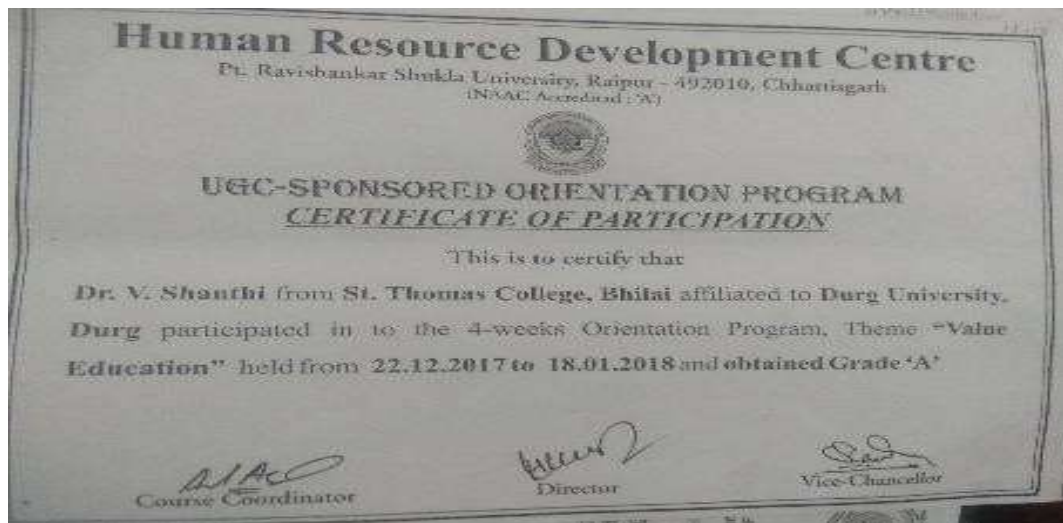 Human Resource Development Centre
Pt. Ravishankar Shukla University, Raipur - 492010, Chhattisgarh
(NAAC Accredited : 'A')
UGC-SPONSORED ORIENTATION PROGRAM
CERTIFICATE OF PARTICIPATION
This is to certify that
Dr. V. Shanthi from St. Thomas College, Bhilai affiliated to Durg University,
Durg participated in to the 4-weeks Orientation Program, Theme "Value
Education" held from 22.12.2017 to 18.01.2018 and obtained Grade 'A'
Course Coordinator
Director
Vice-Chancellor